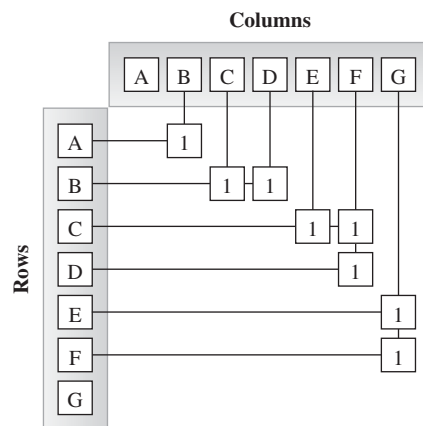 Columns
A B C D E F G
A 1
B 1 1
C 1 1
D 1
E 1
F 1
G
Rows